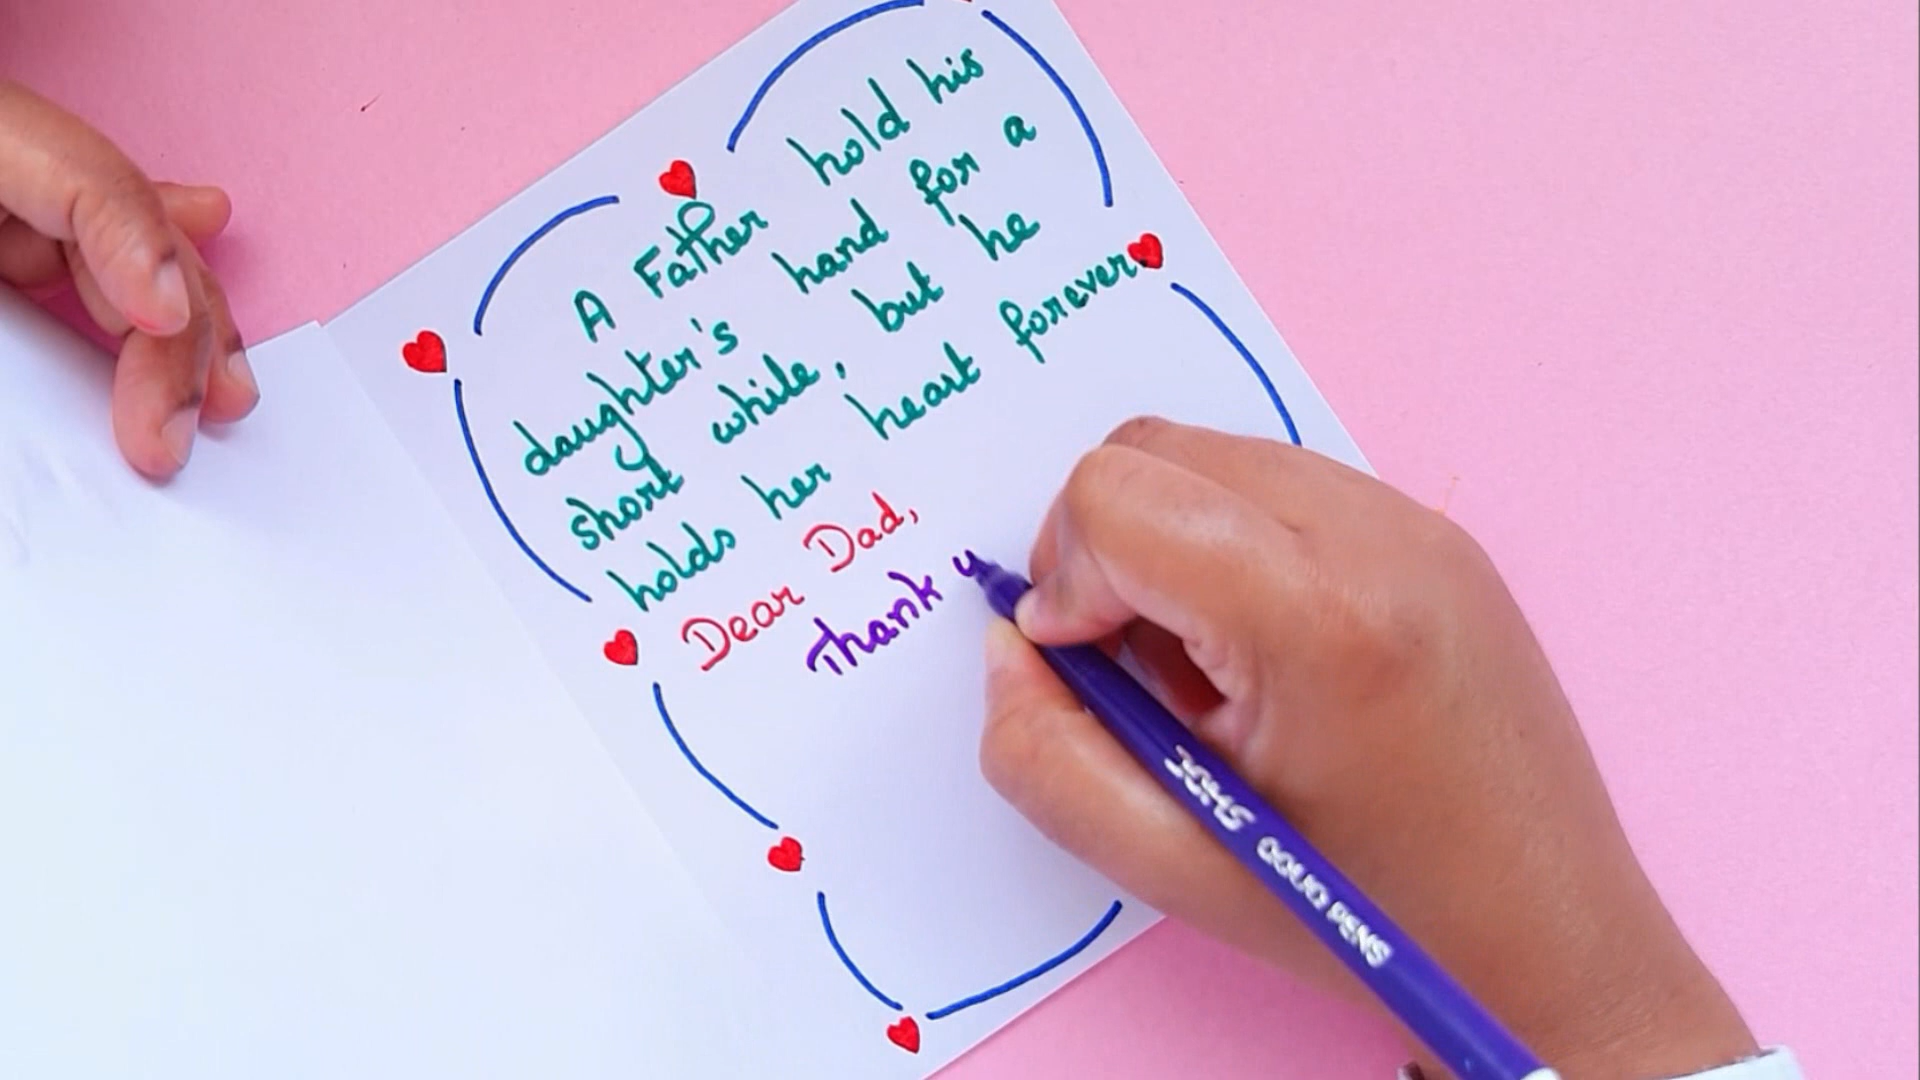 A Father hold his
daughter's hand for a
short while, but he
holds her heart forever
Dear Dad,
Thank y
DOMS AQUA PENS